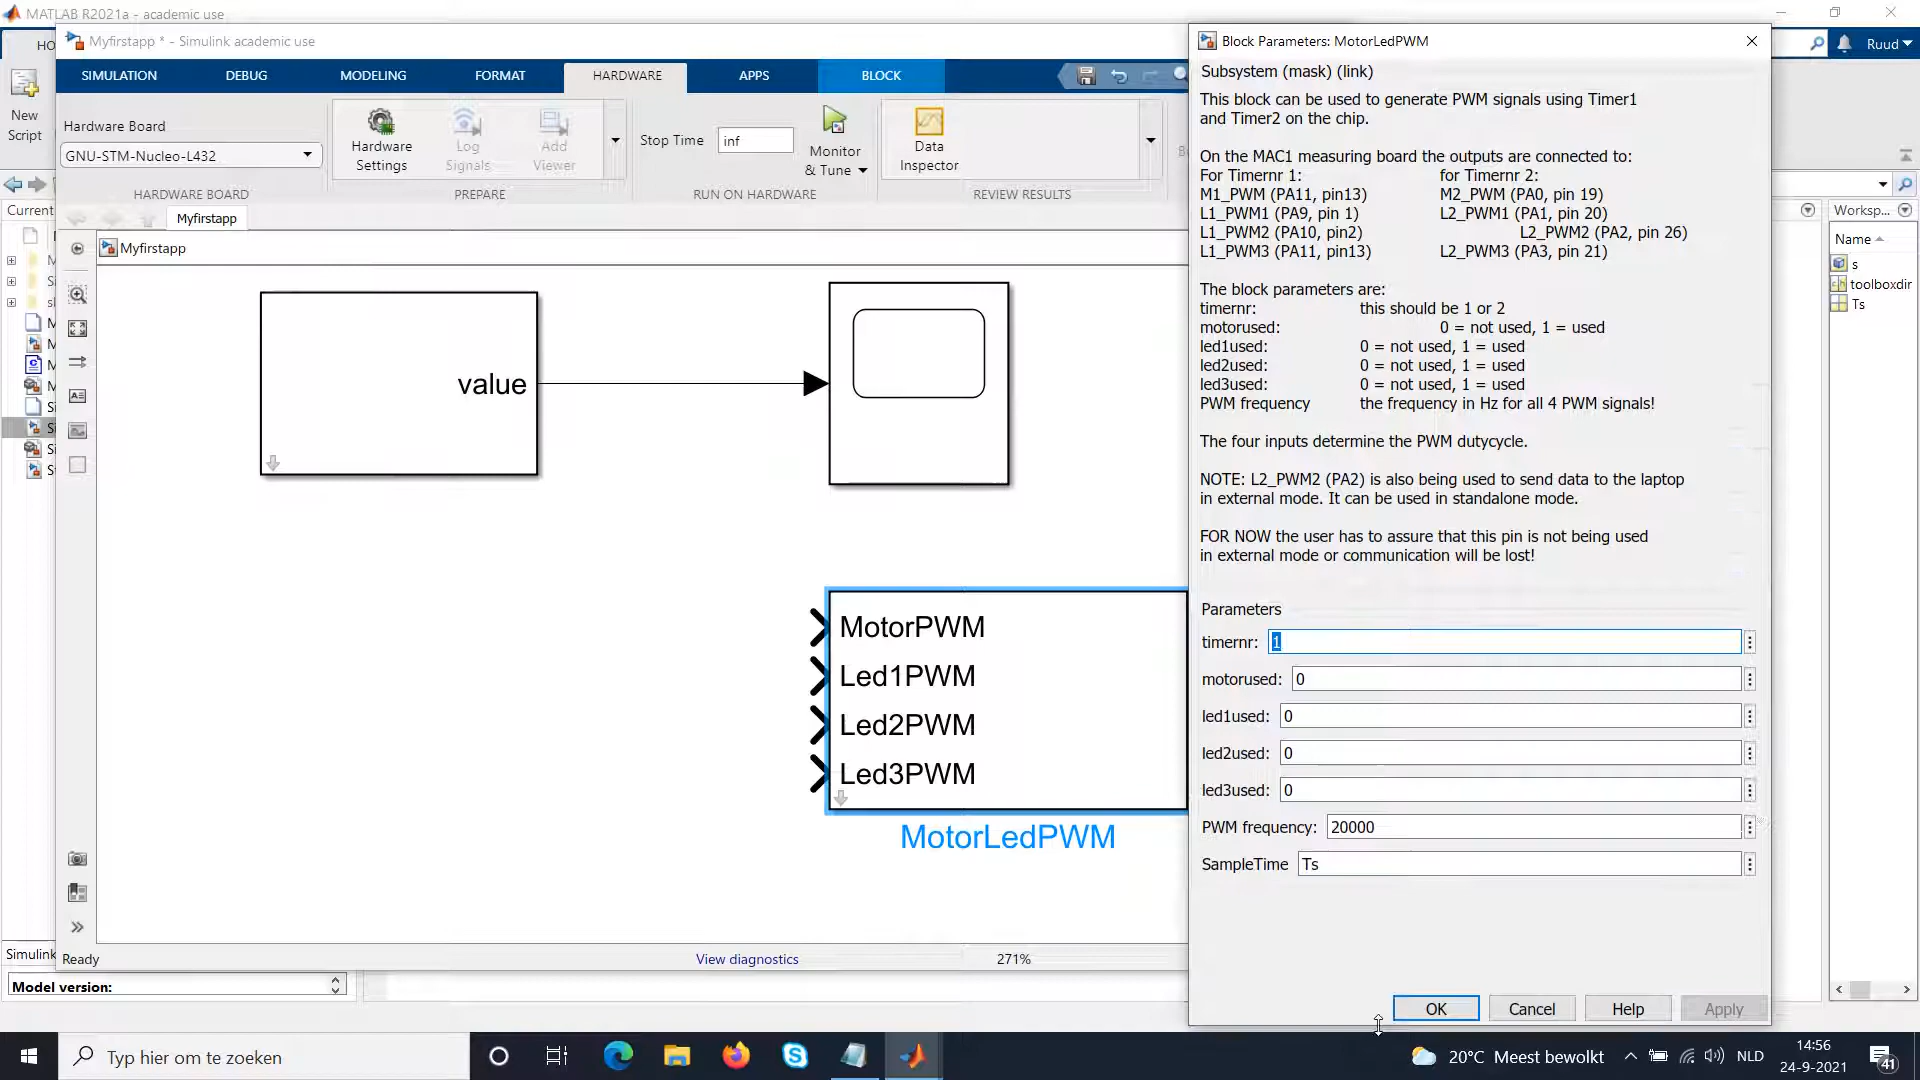 MATLAB R2021a - academic use
HO
Ruud
New
Script
Current
Myfirstapp * - Simulink academic use
SIMULATION
DEBUG
MODELING
FORMAT
HARDWARE
APPS
BLOCK
Hardware Board
GNU-STM-Nucleo-L432
HARDWARE BOARD
Hardware
Settings
Log
Signals
Add
Viewer
PREPARE
Stop Time
inf
Monitor
& Tune
RUN ON HARDWARE
Data
Inspector
REVIEW RESULTS
Myfirstapp
Myfirstapp
value
MotorPWM
Led1PWM
Led2PWM
Led3PWM
MotorLedPWM
Ready
View diagnostics
271%
Simulink
Model version:
Block Parameters: MotorLedPWM
Subsystem (mask) (link)
This block can be used to generate PWM signals using Timer1
and Timer2 on the chip.
On the MAC1 measuring board the outputs are connected to:
For Timernr 1: for Timernr 2:
M1_PWM (PA11, pin13) M2_PWM (PA0, pin 19)
L1_PWM1 (PA9, pin 1) L2_PWM1 (PA1, pin 20)
L1_PWM2 (PA10, pin2) L2_PWM2 (PA2, pin 26)
L1_PWM3 (PA11, pin13) L2_PWM3 (PA3, pin 21)
The block parameters are:
timernr: this should be 1 or 2
motorused: 0 = not used, 1 = used
led1used: 0 = not used, 1 = used
led2used: 0 = not used, 1 = used
led3used: 0 = not used, 1 = used
PWM frequency the frequency in Hz for all 4 PWM signals!
The four inputs determine the PWM dutycycle.
NOTE: L2_PWM2 (PA2) is also being used to send data to the laptop
in external mode. It can be used in standalone mode.
FOR NOW the user has to assure that this pin is not being used
in external mode or communication will be lost!
Parameters
timernr: 1
motorused: 0
led1used: 0
led2used: 0
led3used: 0
PWM frequency: 20000
SampleTime Ts
OK
Cancel
Help
Apply
Worksp...
Name
s
toolboxdir
Ts
Typ hier om te zoeken
20°C Meest bewolkt
NLD
14:56
24-9-2021
41